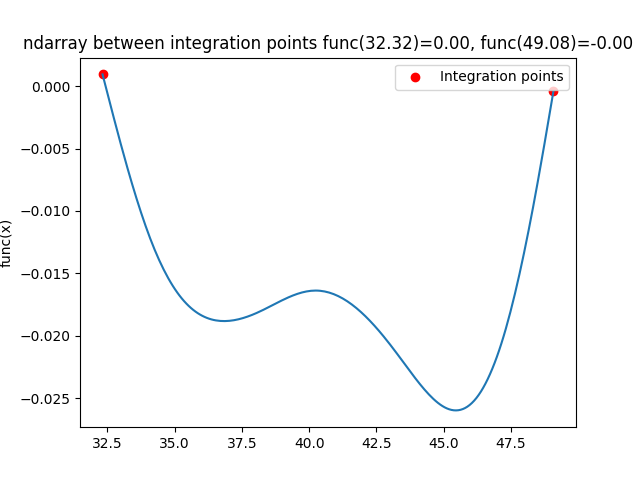 ndarray between integration points func(32.32)=0.00, func(49.08)=-0.00
Integration points
func(x)
0.000
−0.005
−0.010
−0.015
−0.020
−0.025
32.5 35.0 37.5 40.0 42.5 45.0 47.5